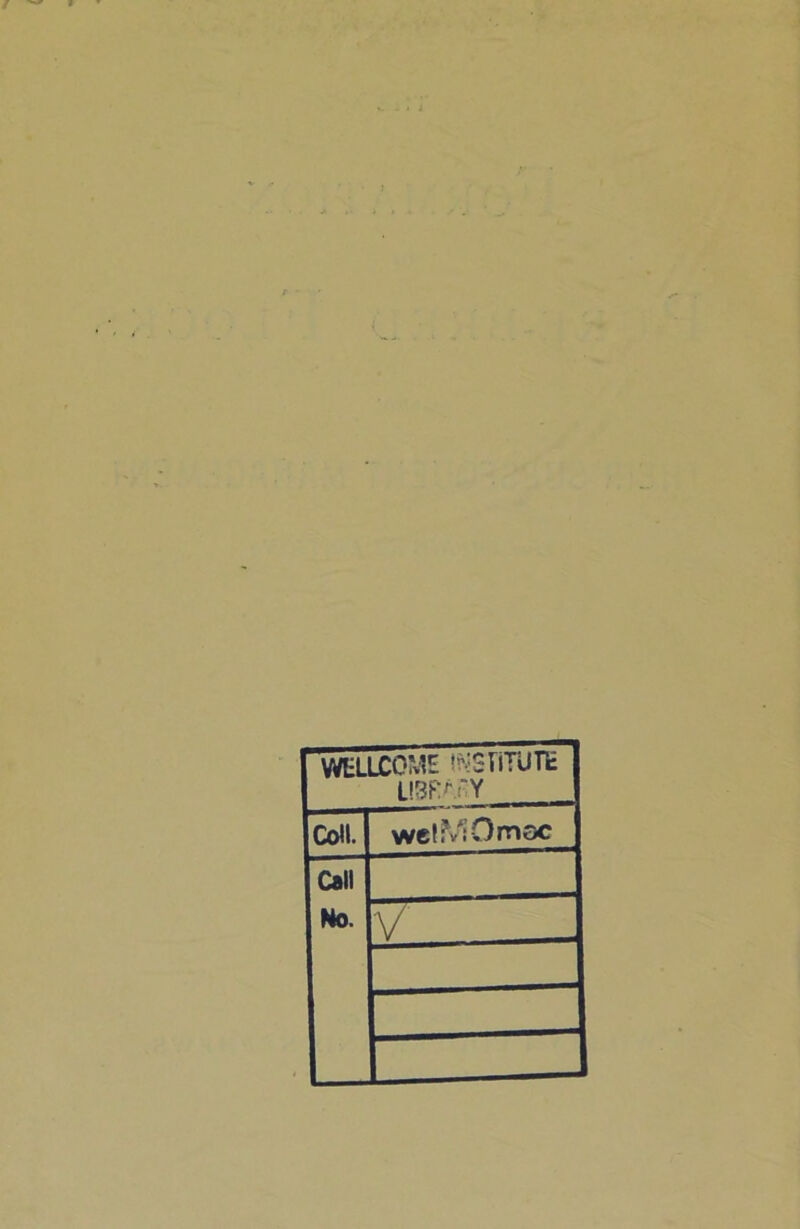 WELLCOME INSTITUTE
LIBRARY
Coll. welMOmec
Call
No. V